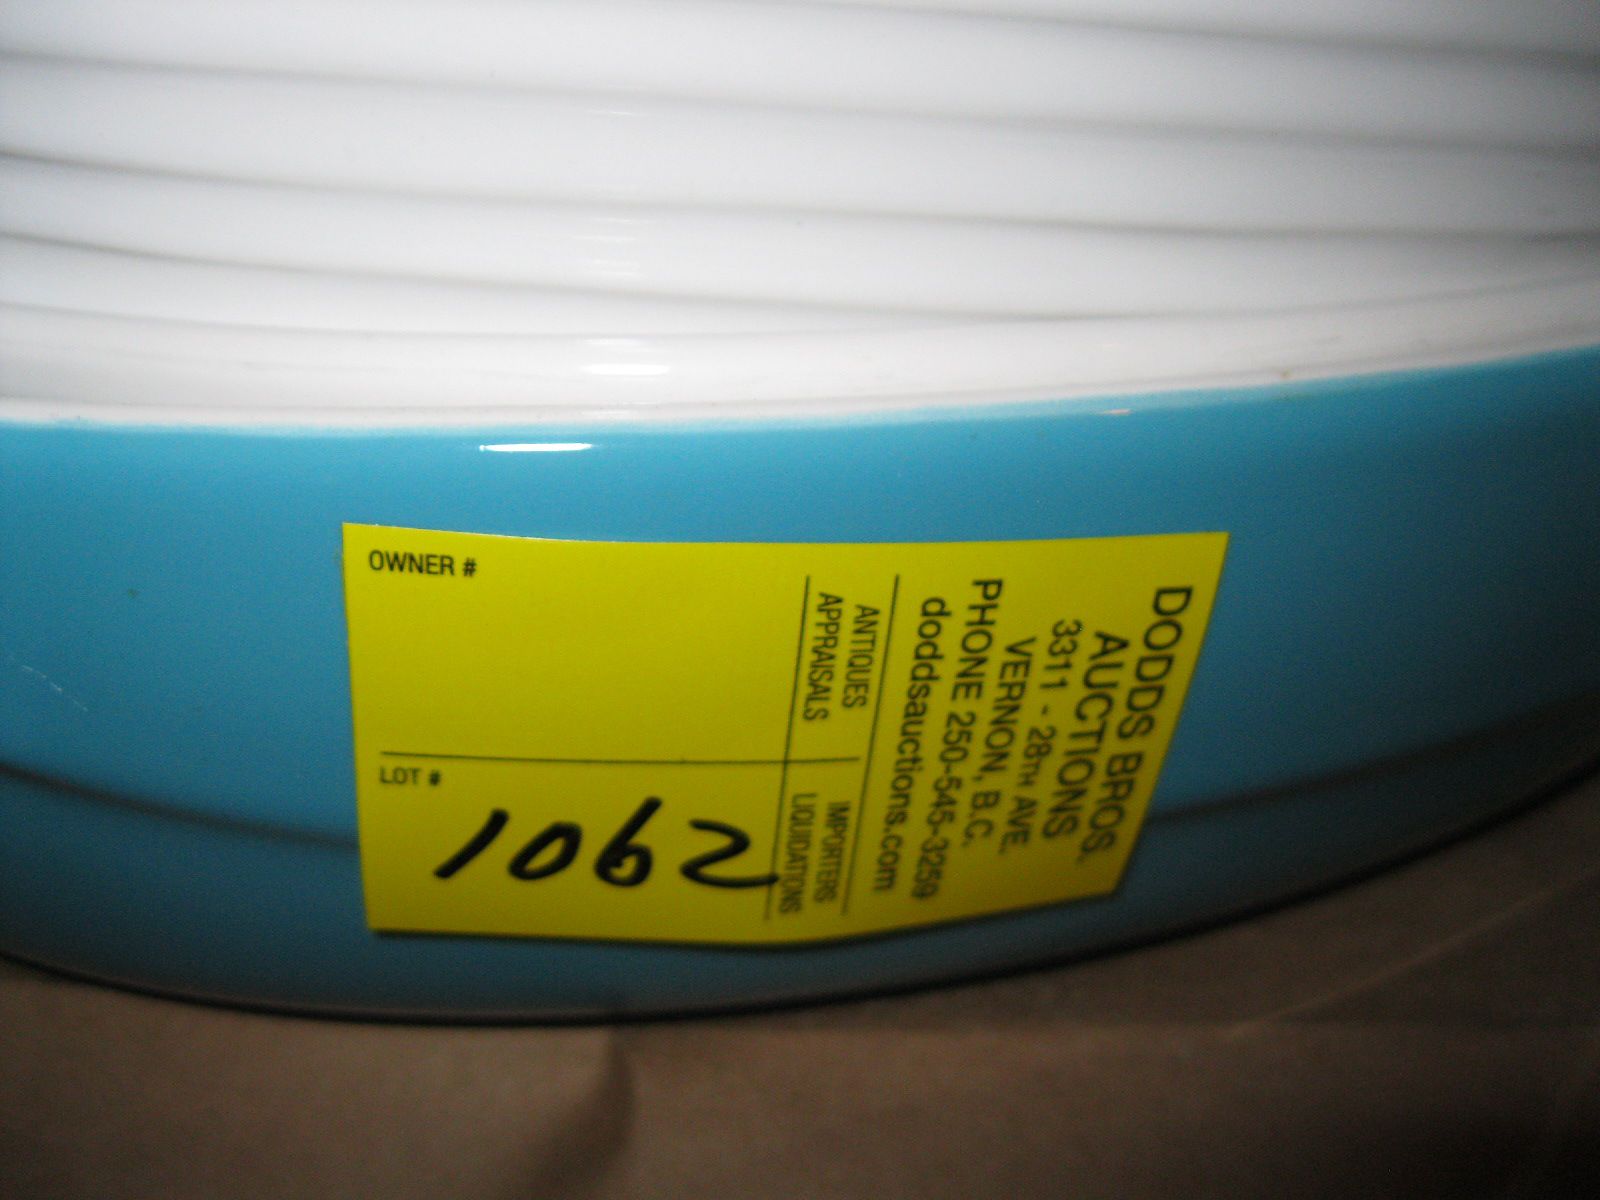 OWNER #
LOT #
1062
DODDS BROS.
AUCTIONS
3311 - 28TH AVE.
VERNON, B.C.
PHONE 250-545-3259
doddsauctions.com
ANTIQUES
APPRAISALS
IMPORTERS
LIQUIDATIONS